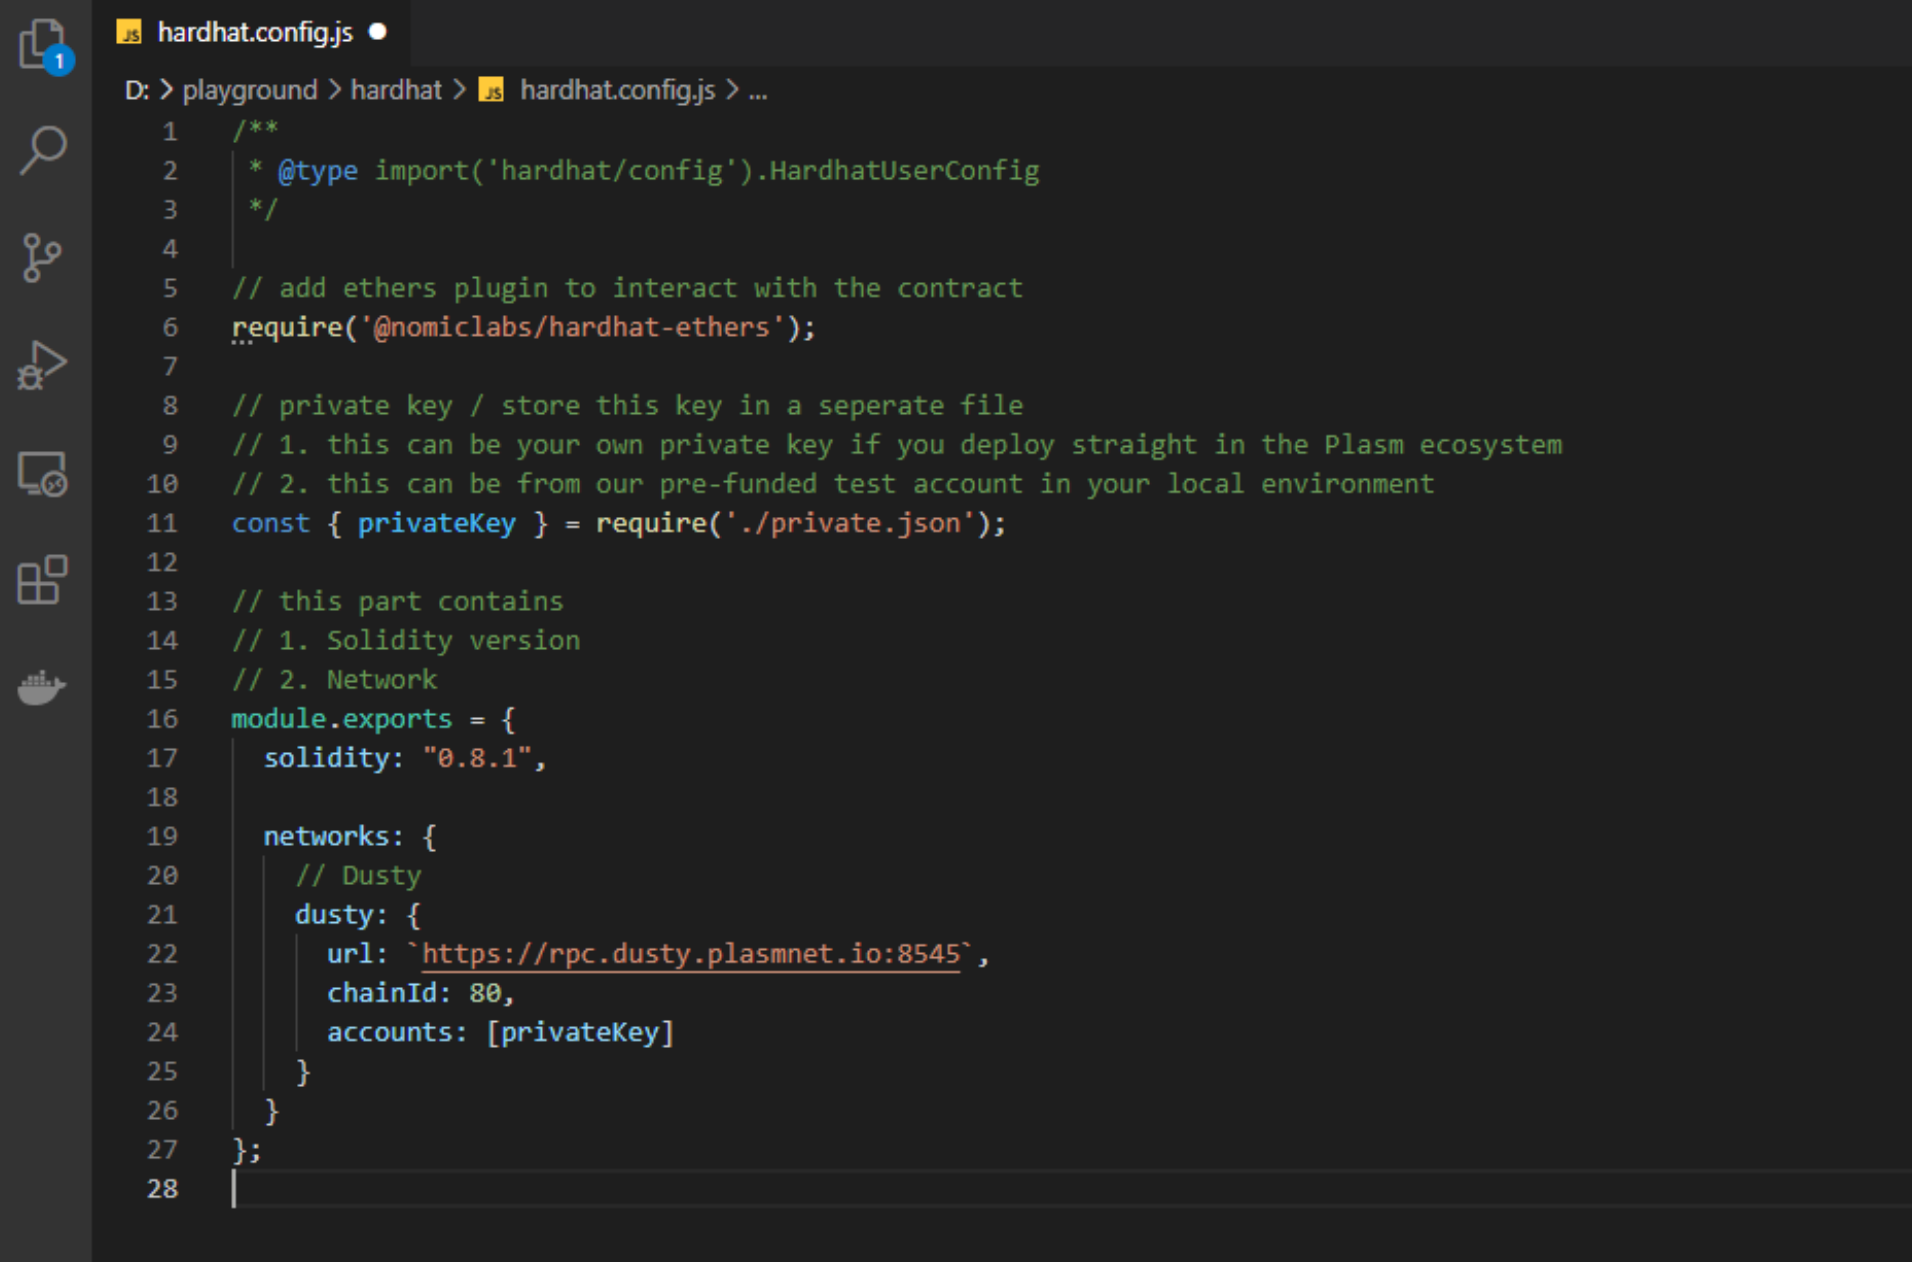 JS hardhat.config.js
1
D: > playground > hardhat > JS hardhat.config.js > ...
1 /**
2  * @type import('hardhat/config').HardhatUserConfig
3  */
4
5 // add ethers plugin to interact with the contract
6 require('@nomiclabs/hardhat-ethers');
7
8 // private key / store this key in a seperate file
9 // 1. this can be your own private key if you deploy straight in the Plasm ecosystem
10 // 2. this can be from our pre-funded test account in your local environment
11 const { privateKey } = require('./private.json');
12
13 // this part contains
14 // 1. Solidity version
15 // 2. Network
16 module.exports = {
17   solidity: "0.8.1",
18
19   networks: {
20     // Dusty
21     dusty: {
22       url: `https://rpc.dusty.plasmnet.io:8545`,
23       chainId: 80,
24       accounts: [privateKey]
25     }
26   }
27 };
28